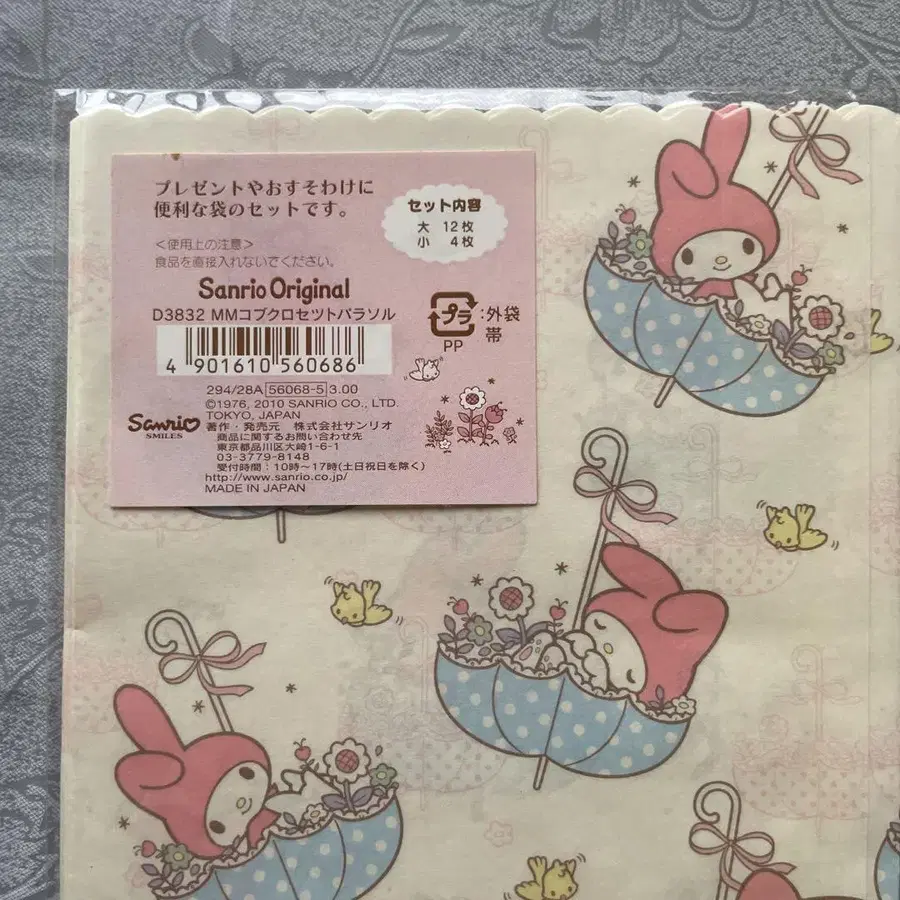 プレゼントやおすそわけに
便利な袋のセットです。
<使用上の注意>
食品を直接入れないでください。
セット内容
大 12枚
小 4枚
Sanrio Original
D3832 MMコブクロセットパラソル
4 901610 560686
プラ :外袋
PP 帯
294/28A 56068-5 3.00
©1976, 2010 SANRIO CO., LTD.
TOKYO, JAPAN
Sanrio
SMILES
著作・発売元 株式会社サンリオ
商品に関するお問い合わせ先
東京都品川区大崎1-6-1
03-3779-8148
受付時間：10時〜17時(土日祝日を除く)
http://www.sanrio.co.jp/
MADE IN JAPAN